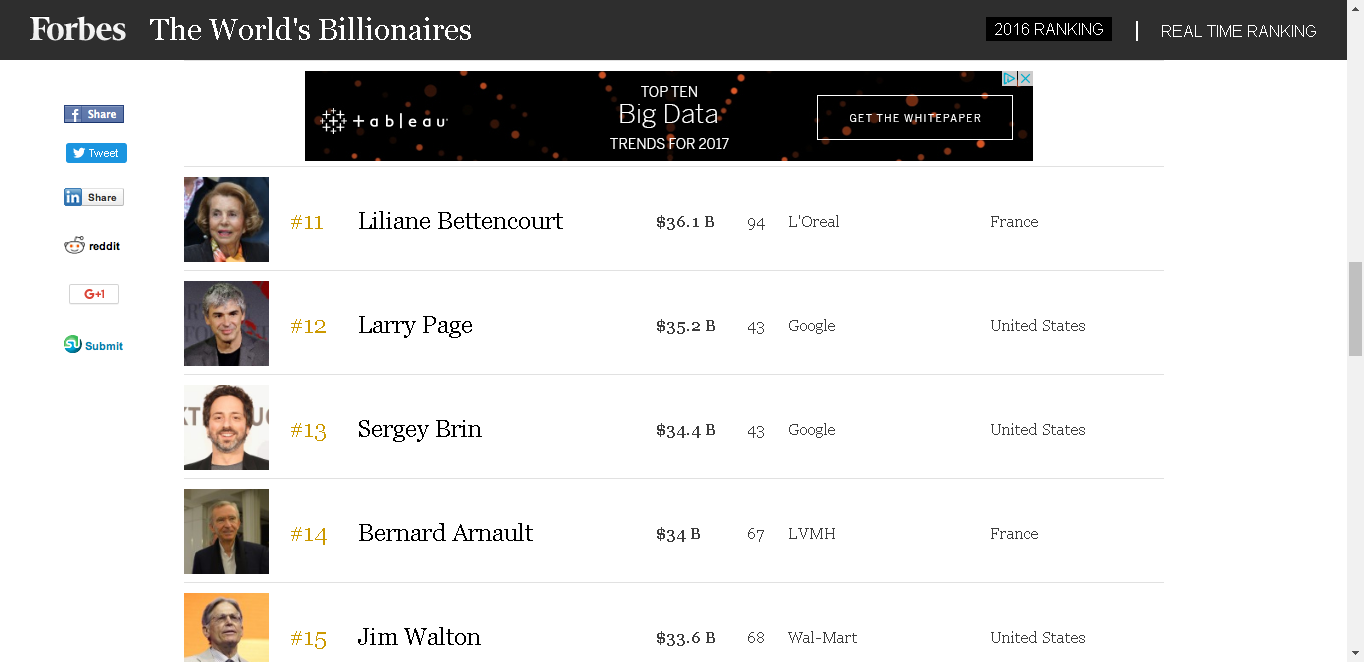 Forbes The World's Billionaires 2016 RANKING | REAL TIME RANKING
TOP TEN
+ a b l e a u Big Data GET THE WHITEPAPER
TRENDS FOR 2017
f Share
Tweet
in Share
reddit
G+1
Submit
#11 Liliane Bettencourt $36.1 B 94 L'Oreal France
#12 Larry Page $35.2 B 43 Google United States
#13 Sergey Brin $34.4 B 43 Google United States
#14 Bernard Arnault $34 B 67 LVMH France
#15 Jim Walton $33.6 B 68 Wal-Mart United States